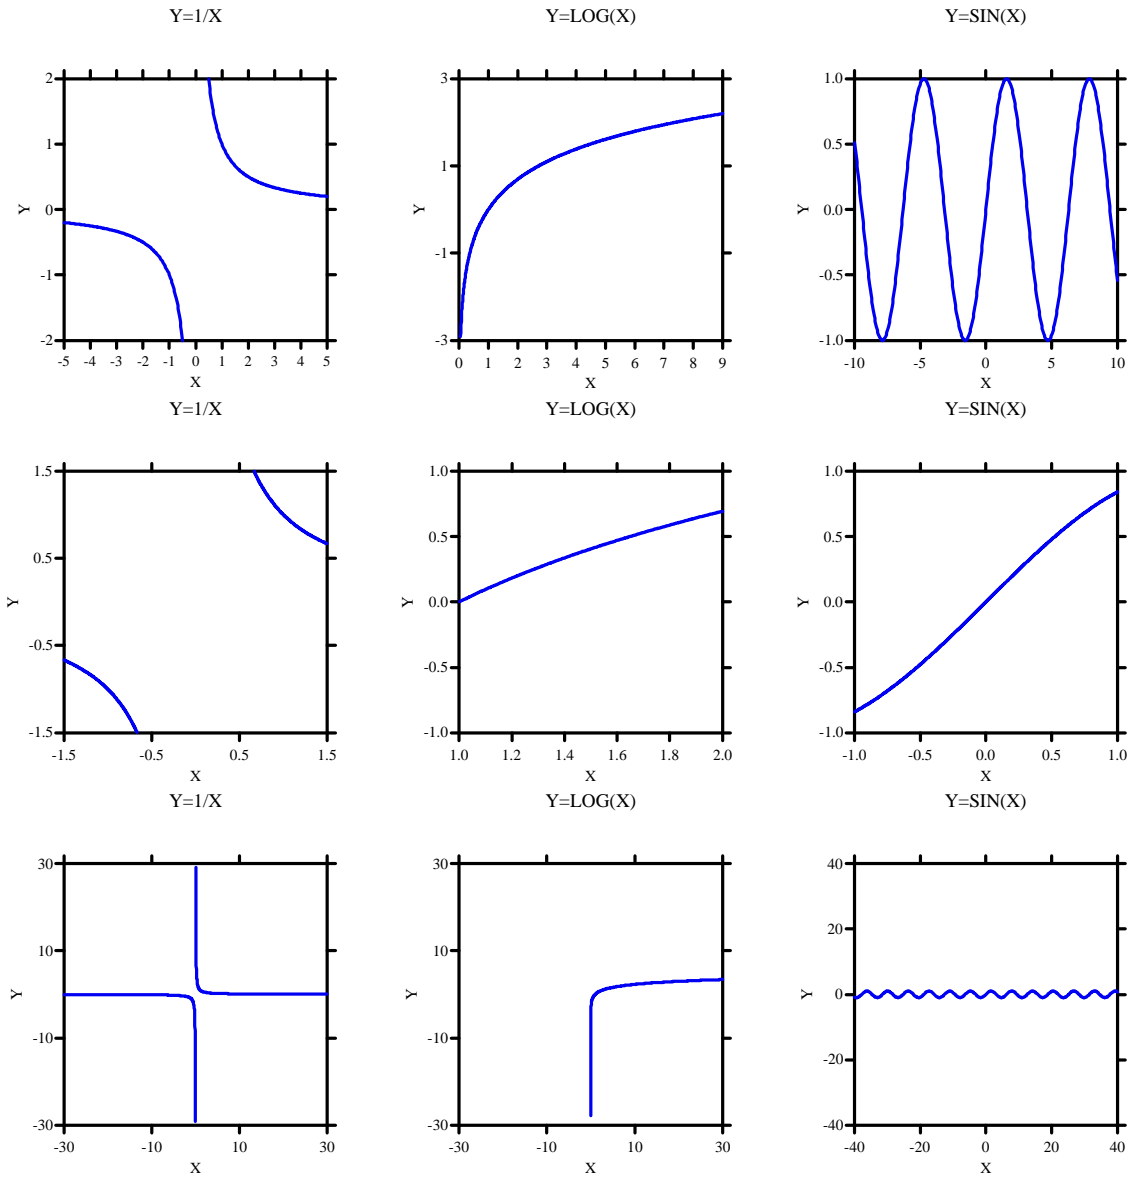 Y=1/X Y=LOG(X) Y=SIN(X)
2 3 1.0
1 1 0.5
Y 0 Y Y 0.0
-1 -1 -0.5
-2 -3 -1.0
-5 -4 -3 -2 -1 0 1 2 3 4 5 0 1 2 3 4 5 6 7 8 9 -10 -5 0 5 10
X X X
Y=1/X Y=LOG(X) Y=SIN(X)
1.5 1.0 1.0
0.5 0.5 0.5
Y Y 0.0 Y 0.0
-0.5 -0.5 -0.5
-1.5 -1.0 -1.0
-1.5 -0.5 0.5 1.5 1.0 1.2 1.4 1.6 1.8 2.0 -1.0 -0.5 0.0 0.5 1.0
X X X
Y=1/X Y=LOG(X) Y=SIN(X)
30 30 40
10 10 20
Y Y Y 0
-10 -10 -20
-30 -30 -40
-30 -10 10 30 -30 -10 10 30 -40 -20 0 20 40
X X X